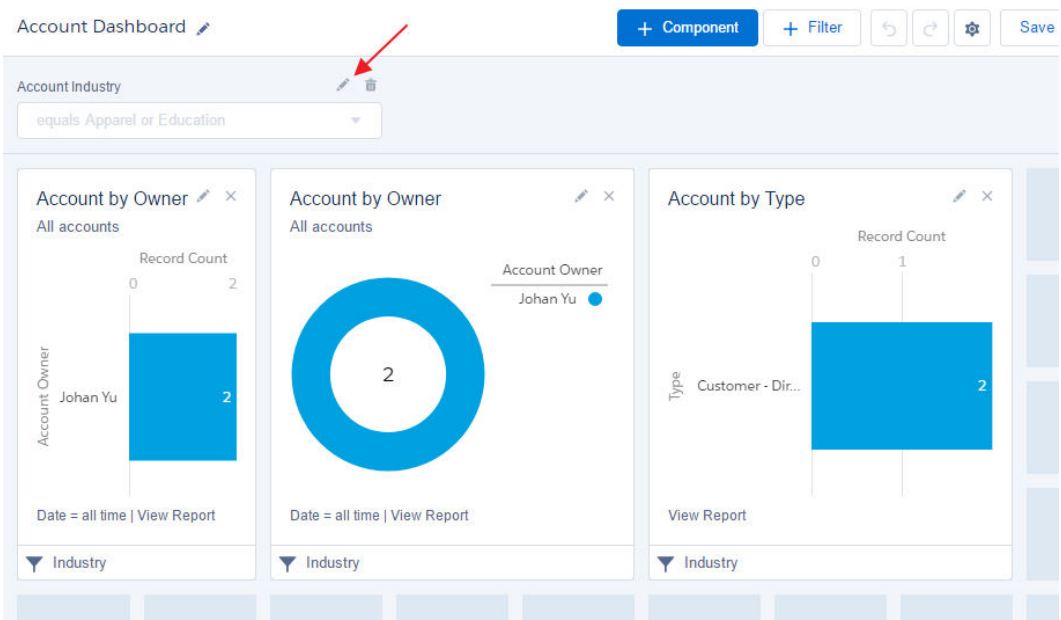 Account Dashboard
+ Component
+ Filter
Save
Account Industry
equals Apparel or Education
Account by Owner
All accounts
Record Count
0 2
Account Owner
Johan Yu
2
Date = all time | View Report
Industry
Account by Owner
All accounts
Account Owner
Johan Yu
2
Date = all time | View Report
Industry
Account by Type
Record Count
0 1
Type
Customer - Dir...
2
View Report
Industry